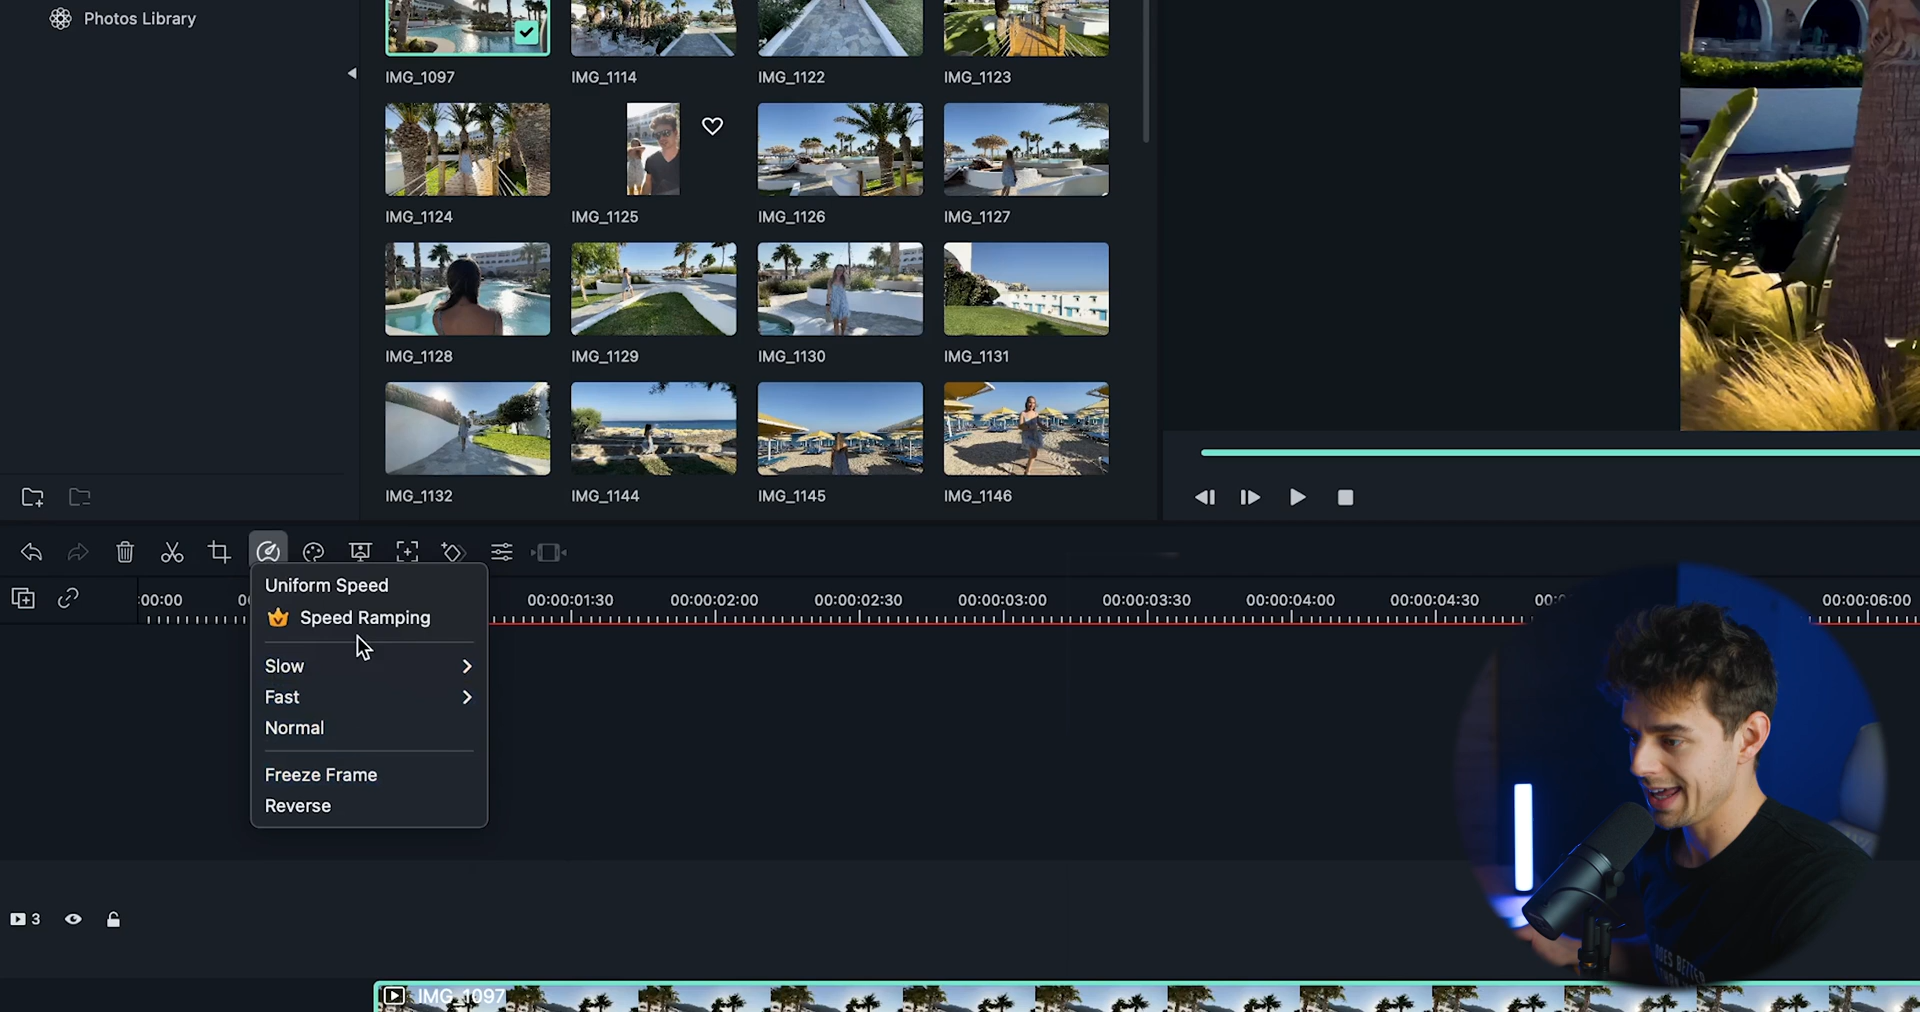 Photos Library
IMG_1097
IMG_1114
IMG_1122
IMG_1123
IMG_1124
IMG_1125
IMG_1126
IMG_1127
IMG_1128
IMG_1129
IMG_1130
IMG_1131
IMG_1132
IMG_1144
IMG_1145
IMG_1146
:00:00
00:00:01:30
00:00:02:00
00:00:02:30
00:00:03:00
00:00:03:30
00:00:04:00
00:00:04:30
00:00:06:00
Uniform Speed
Speed Ramping
Slow
Fast
Normal
Freeze Frame
Reverse
3
IMG_1097
DOES BETTER